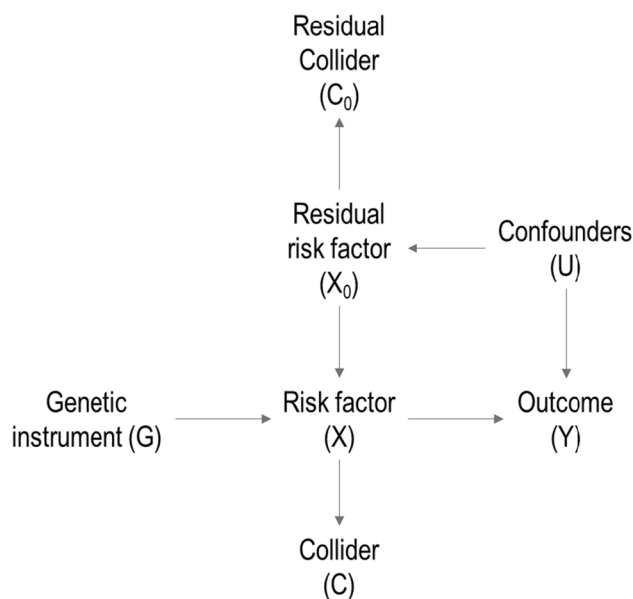 Residual
Collider
(C₀)
Residual
risk factor
(X₀)
Confounders
(U)
Genetic
instrument (G)
Risk factor
(X)
Outcome
(Y)
Collider
(C)